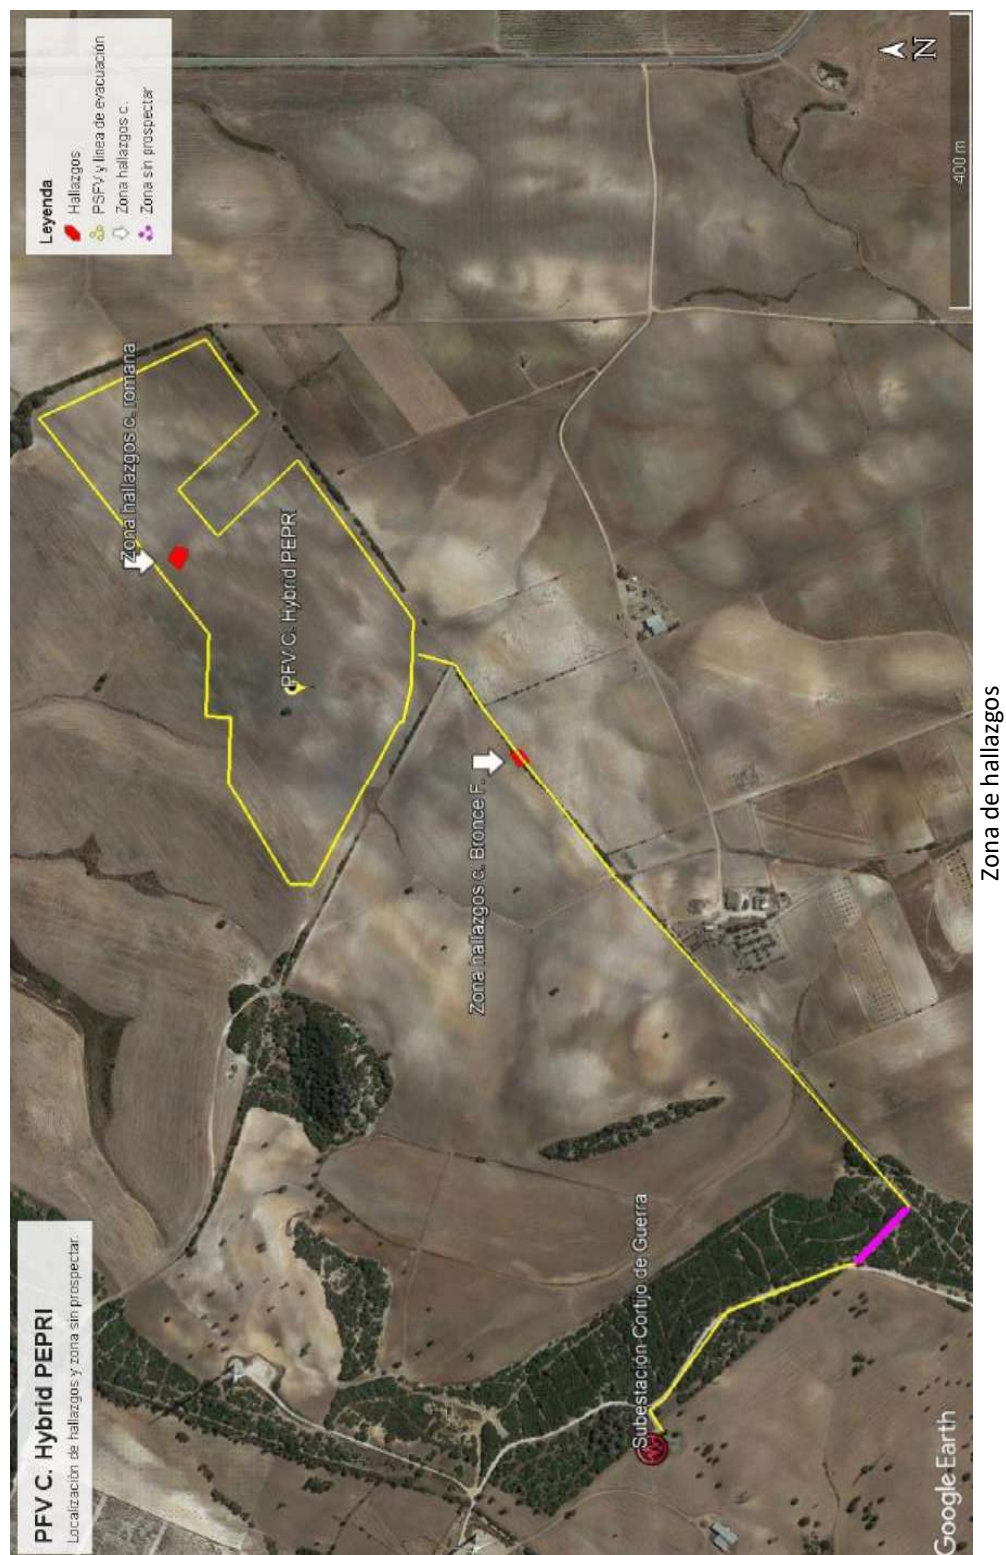 PFV C. Hybrid PEPRI
Localización de hallazgos y zona sin prospectar.
Leyenda
Hallazgos
PSFV y línea de evacuación
Zona hallazgos c.
Zona sin prospectar
Zona hallazgos c. romana
PFV C. Hybrid PEPRI
Zona hallazgos c. Bronce F.
Subestación Cortijo de Guerra
Google Earth
N
400 m
Zona de hallazgos